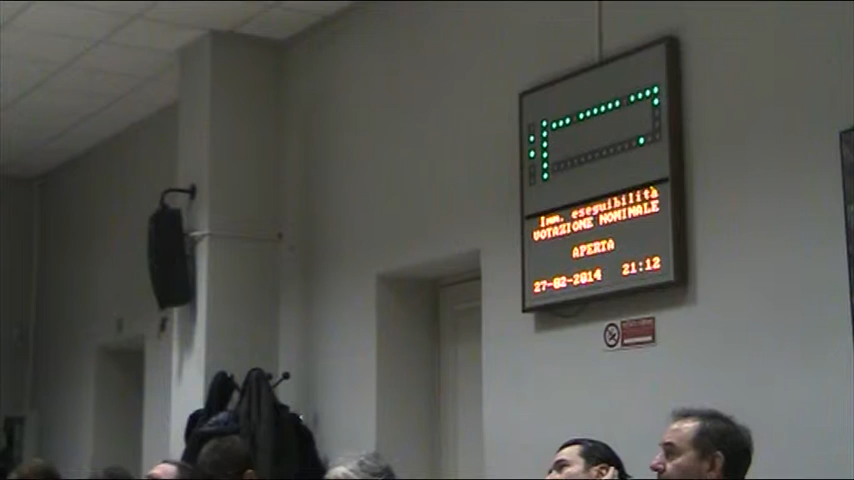 Imm. eseguibilità
VOTAZIONE NOMINALE
APERTA
27-02-2014 21:12